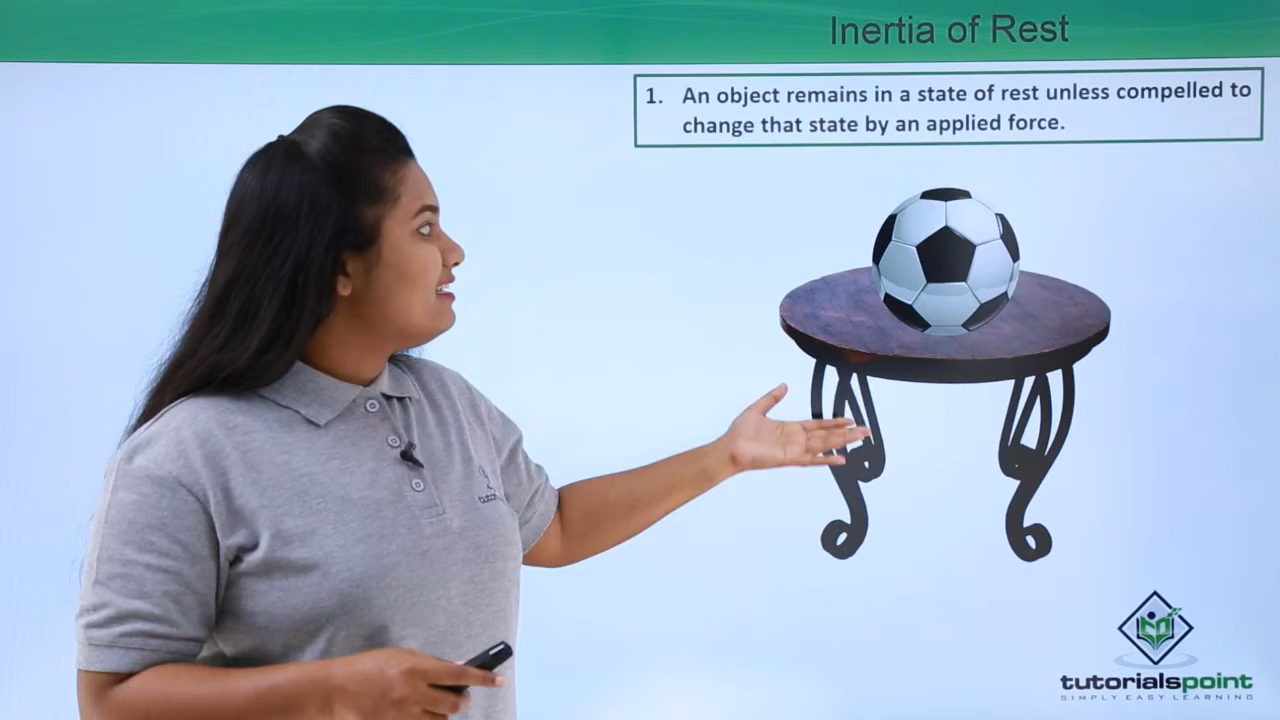 Inertia of Rest
1. An object remains in a state of rest unless compelled to
change that state by an applied force.
tutorialspoint
SIMPLY EASY LEARNING